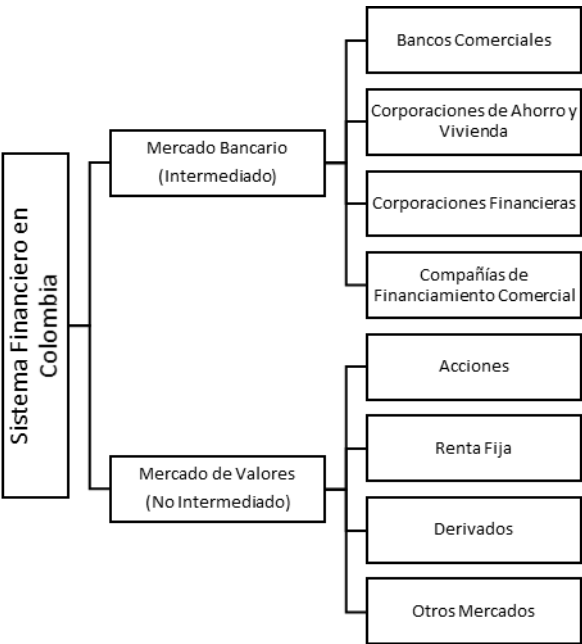 Sistema Financiero en
Colombia
Mercado Bancario
(Intermediado)
Bancos Comerciales
Corporaciones de Ahorro y
Vivienda
Corporaciones Financieras
Compañías de
Financiamiento Comercial
Mercado de Valores
(No Intermediado)
Acciones
Renta Fija
Derivados
Otros Mercados